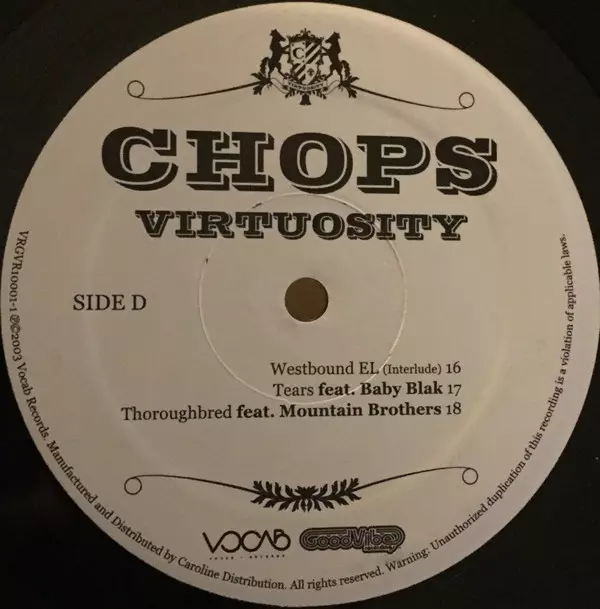 CHOPS
VIRTUOSITY
SIDE D
Westbound EL (Interlude) 16
Tears feat. Baby Blak 17
Thoroughbred feat. Mountain Brothers 18
VOCAB
GoodVibe
VRGVR10001-1 ℗©2003 Vocab Records. Manufactured and Distributed by Caroline Distribution. All rights reserved. Warning: Unauthorized duplication of this recording is a violation of applicable laws.